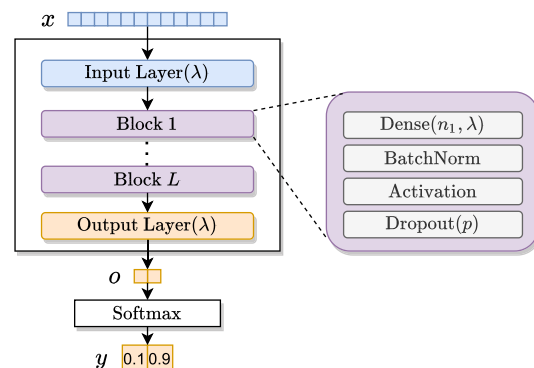 x
Input Layer(λ)
Block 1
Block L
Output Layer(λ)
o
Softmax
y 0.1 0.9
Dense(n₁, λ)
BatchNorm
Activation
Dropout(p)